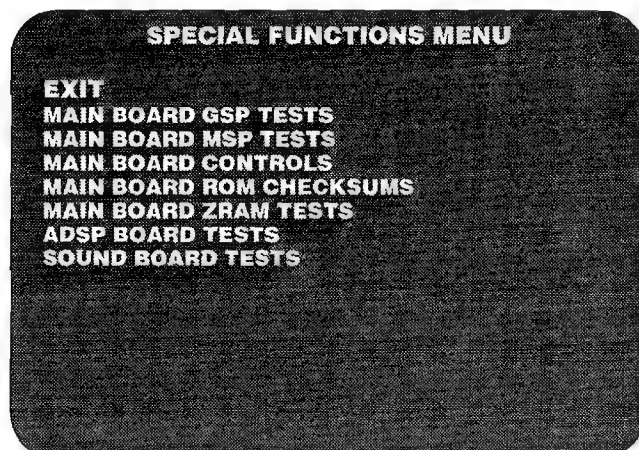 SPECIAL FUNCTIONS MENU
EXIT
MAIN BOARD GSP TESTS
MAIN BOARD MSP TESTS
MAIN BOARD CONTROLS
MAIN BOARD ROM CHECKSUMS
MAIN BOARD ZRAM TESTS
ADSP BOARD TESTS
SOUND BOARD TESTS